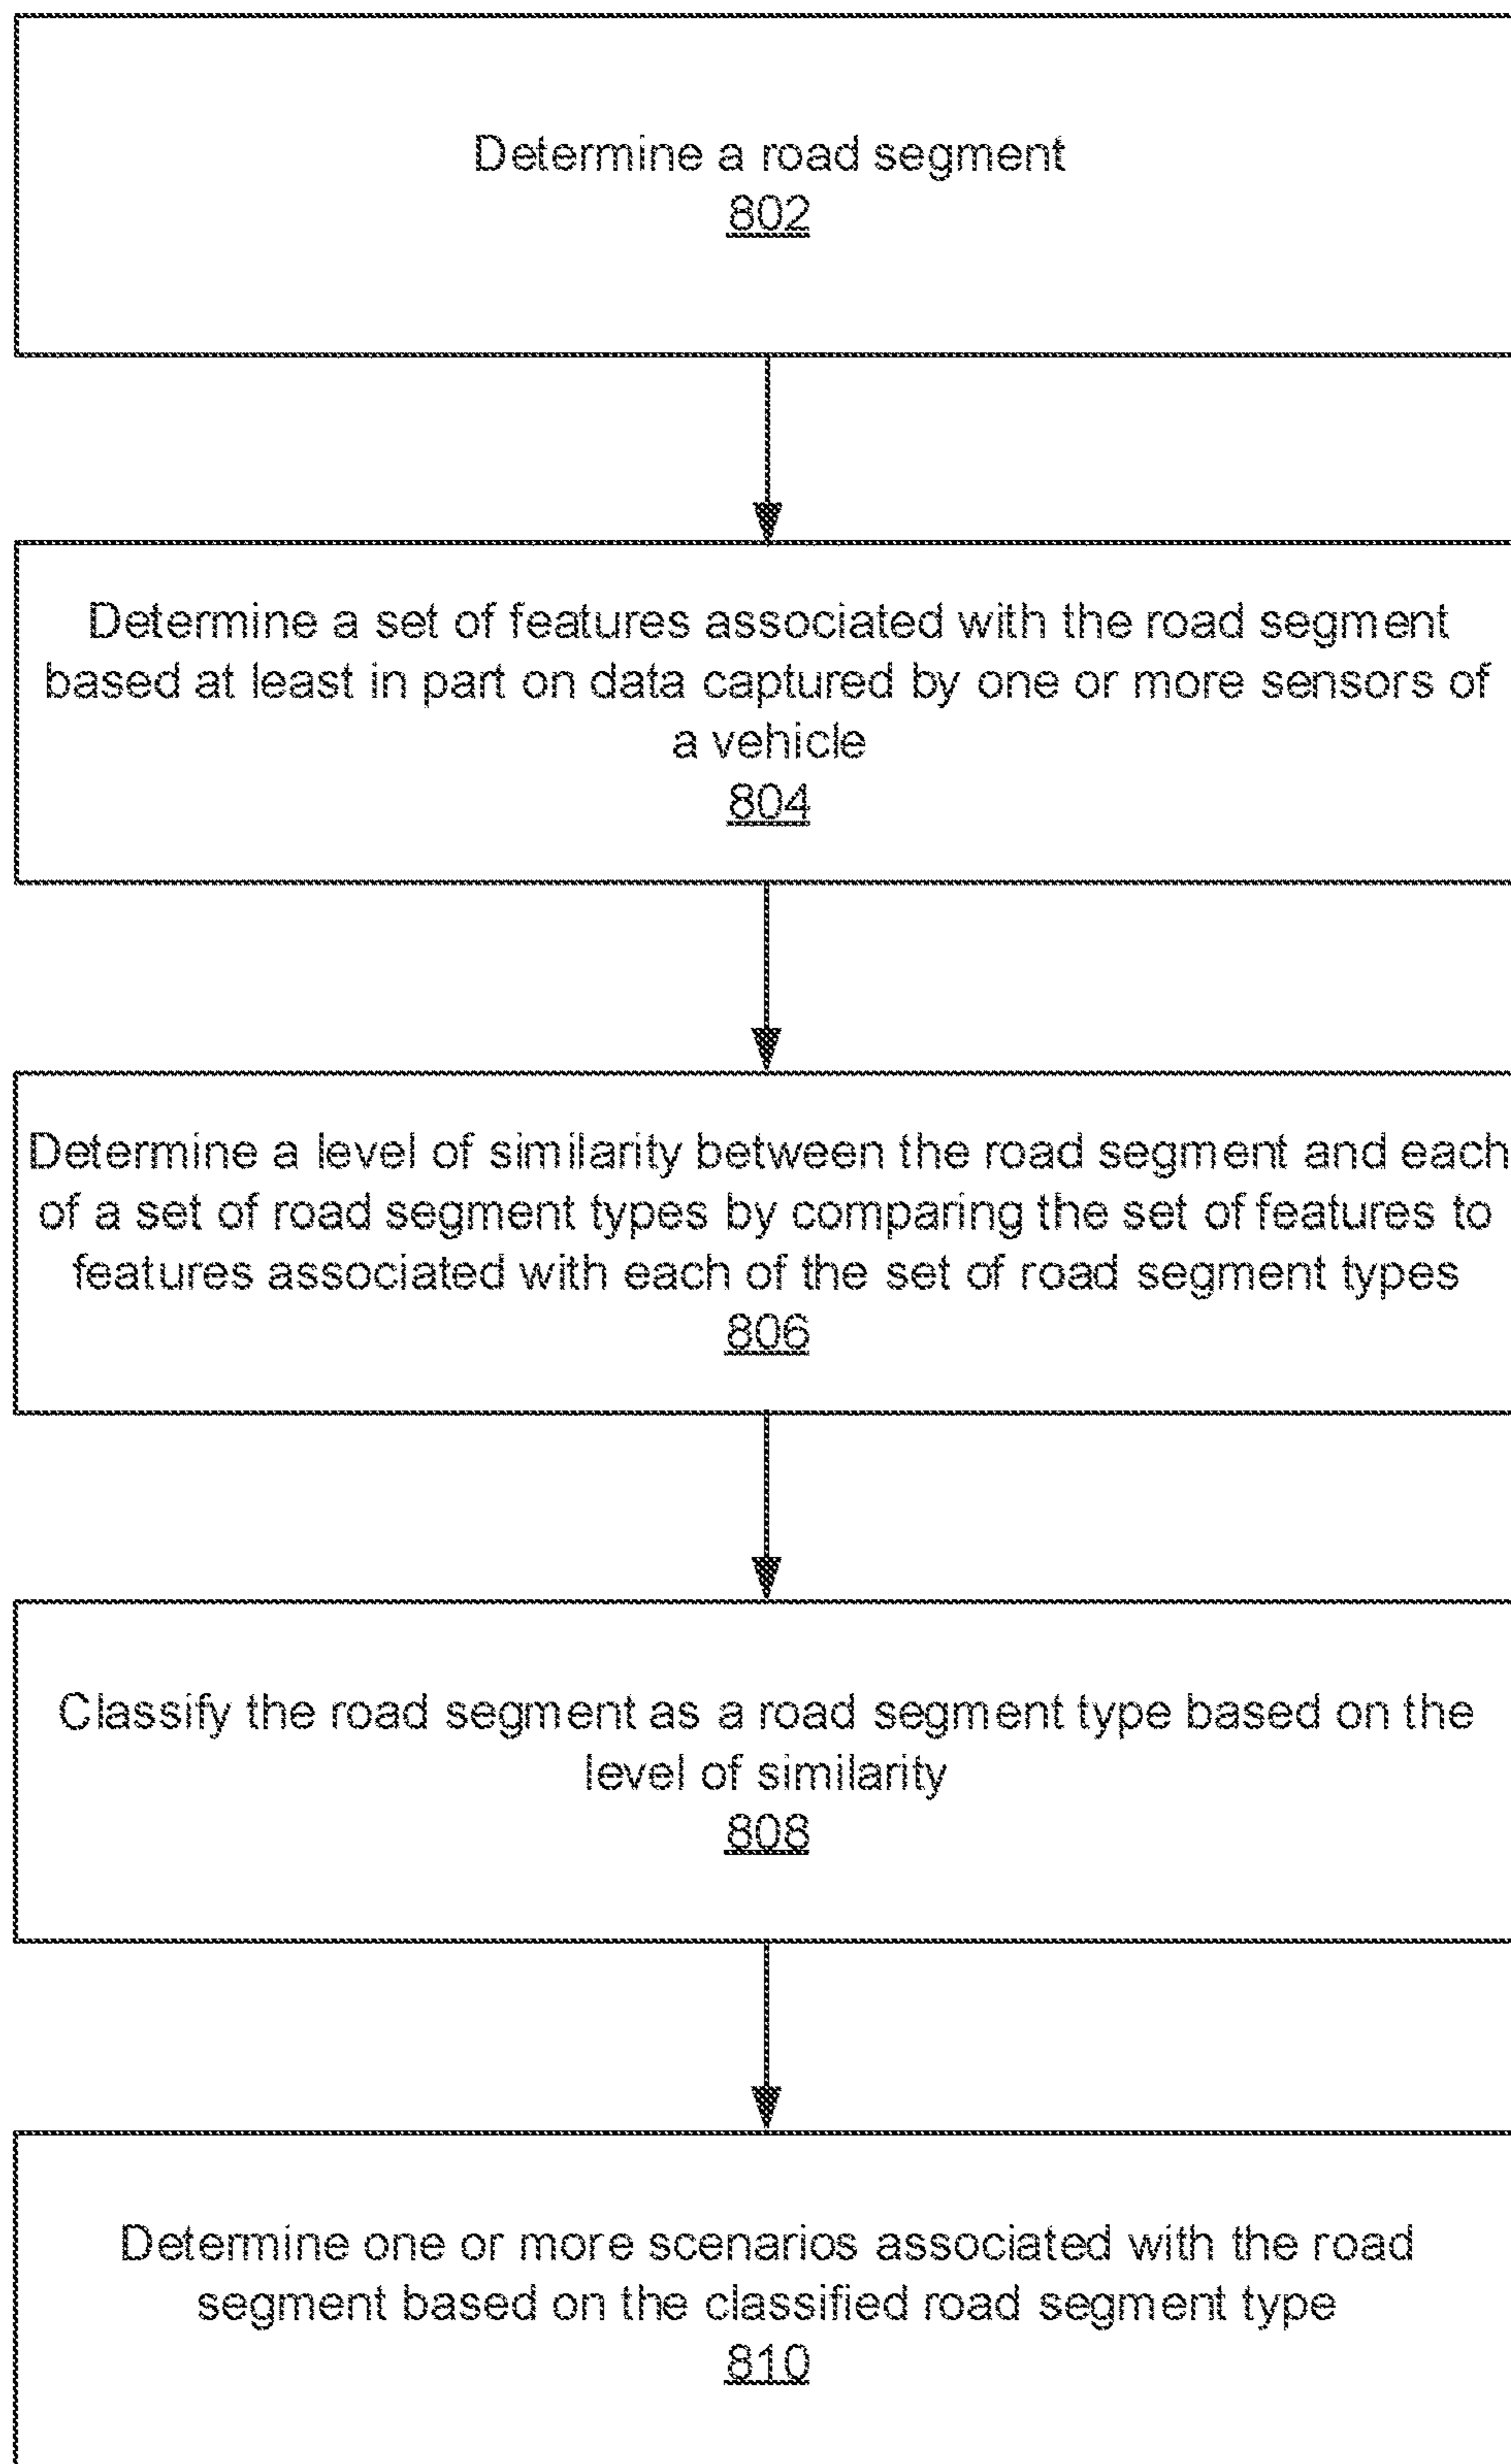 Determine a road segment
802
Determine a set of features associated with the road segment
based at least in part on data captured by one or more sensors of
a vehicle
804
Determine a level of similarity between the road segment and each
of a set of road segment types by comparing the set of features to
features associated with each of the set of road segment types
806
Classify the road segment as a road segment type based on the
level of similarity
808
Determine one or more scenarios associated with the road
segment based on the classified road segment type
810